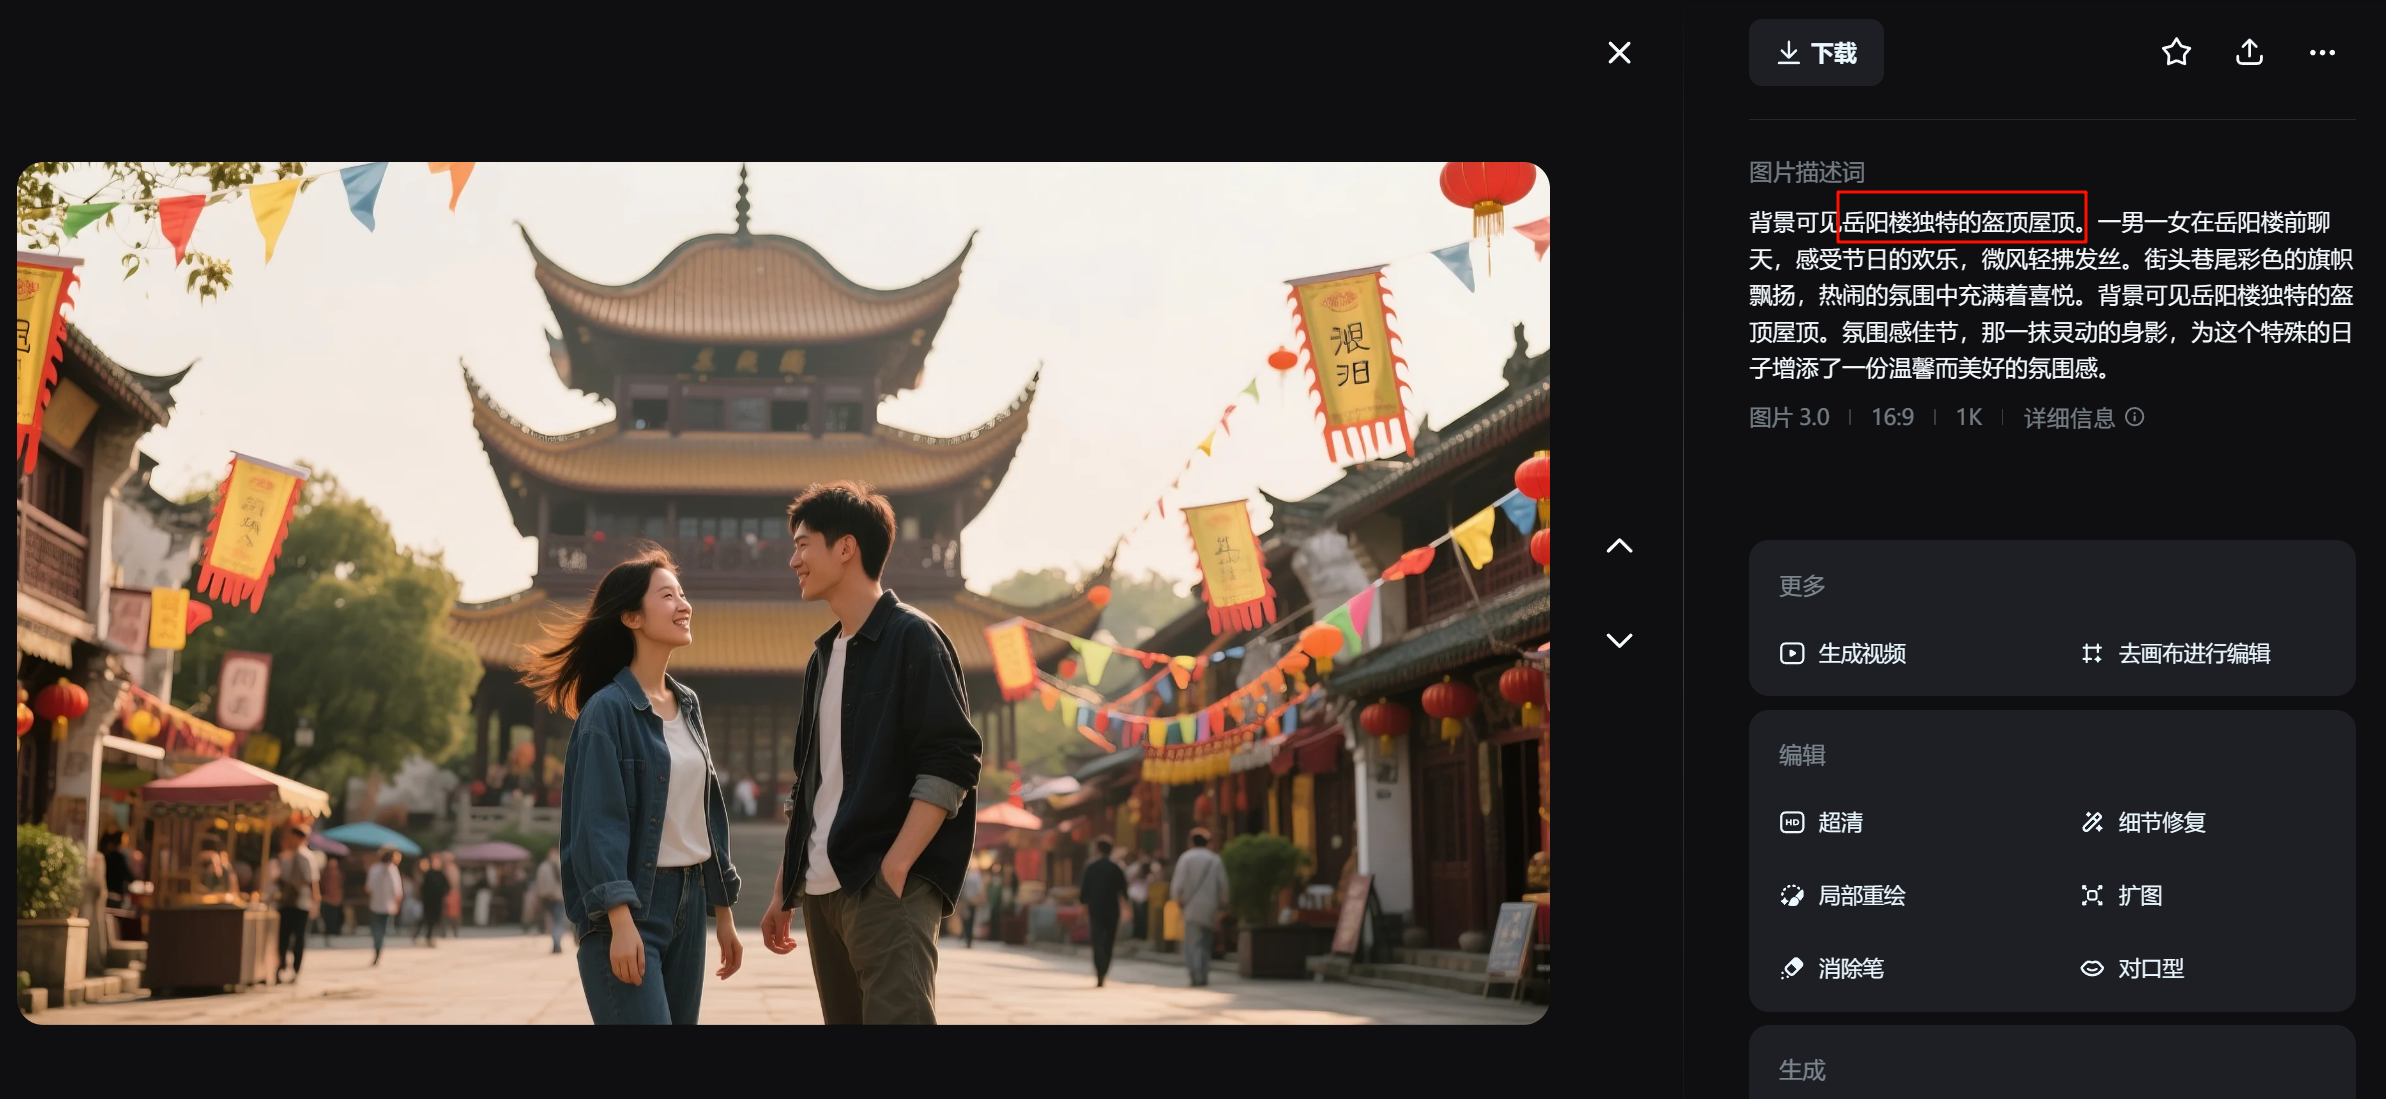 下载
图片描述词
背景可见岳阳楼独特的盔顶屋顶。一男一女在岳阳楼前聊
天，感受节日的欢乐，微风轻拂发丝。街头巷尾彩色的旗帜
飘扬，热闹的氛围中充满着喜悦。背景可见岳阳楼独特的盔
顶屋顶。氛围感佳节，那一抹灵动的身影，为这个特殊的日
子增添了一份温馨而美好的氛围感。
图片 3.0 | 16:9 | 1K | 详细信息
更多
生成视频 去画布进行编辑
编辑
HD 超清 细节修复
局部重绘 扩图
消除笔 对口型
生成